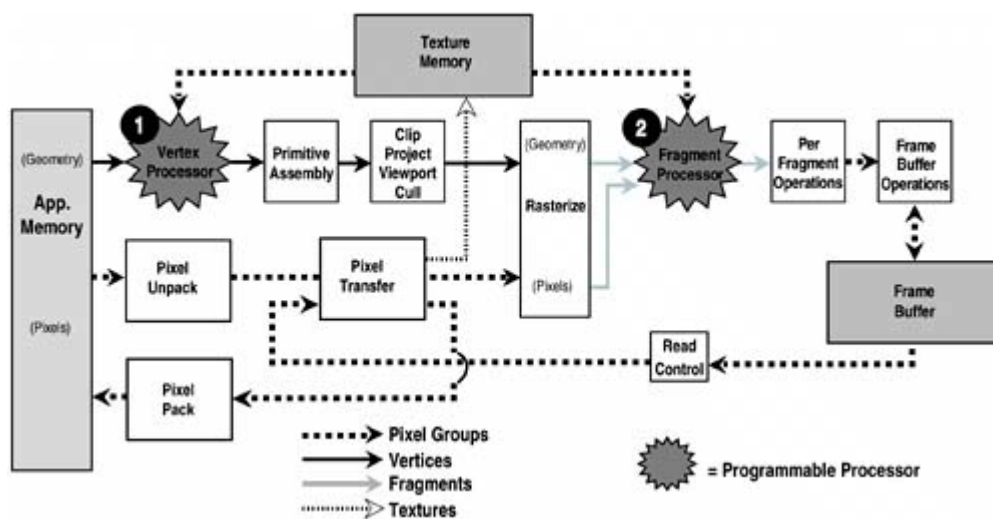 Texture
Memory
1
Vertex
Processor
Primitive
Assembly
Clip
Project
Viewport
Cull
(Geometry)
Rasterize
(Pixels)
2
Fragment
Processor
Per
Fragment
Operations
Frame
Buffer
Operations
(Geometry)
App.
Memory
(Pixels)
Pixel
Unpack
Pixel
Transfer
Frame
Buffer
Read
Control
Pixel
Pack
Pixel Groups
Vertices
Fragments
Textures
= Programmable Processor